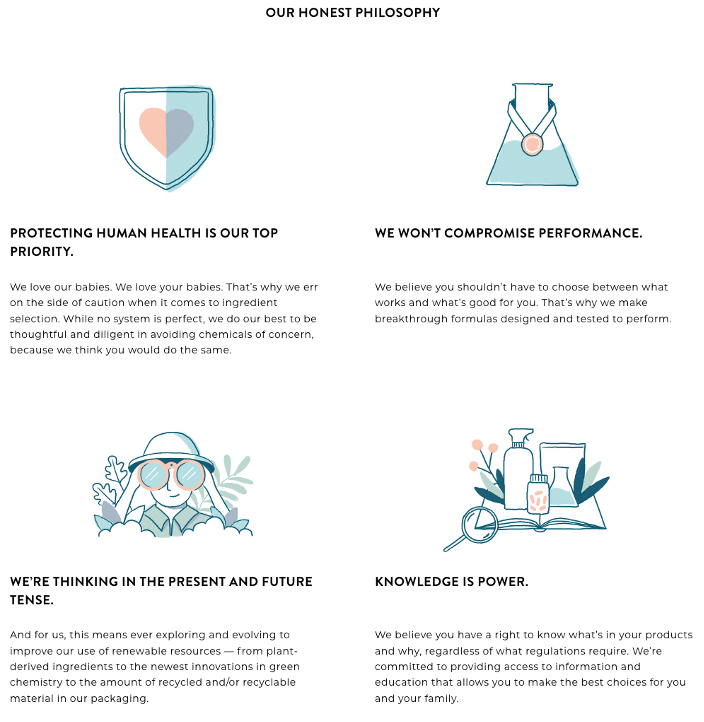 OUR HONEST PHILOSOPHY
PROTECTING HUMAN HEALTH IS OUR TOP
PRIORITY.
We love our babies. We love your babies. That's why we err
on the side of caution when it comes to ingredient
selection. While no system is perfect, we do our best to be
thoughtful and diligent in avoiding chemicals of concern,
because we think you would do the same.
WE WON'T COMPROMISE PERFORMANCE.
We believe you shouldn't have to choose between what
works and what's good for you. That's why we make
breakthrough formulas designed and tested to perform.
WE'RE THINKING IN THE PRESENT AND FUTURE
TENSE.
And for us, this means ever exploring and evolving to
improve our use of renewable resources — from plant-
derived ingredients to the newest innovations in green
chemistry to the amount of recycled and/or recyclable
material in our packaging.
KNOWLEDGE IS POWER.
We believe you have a right to know what's in your products
and why, regardless of what regulations require. We're
committed to providing access to information and
education that allows you to make the best choices for you
and your family.